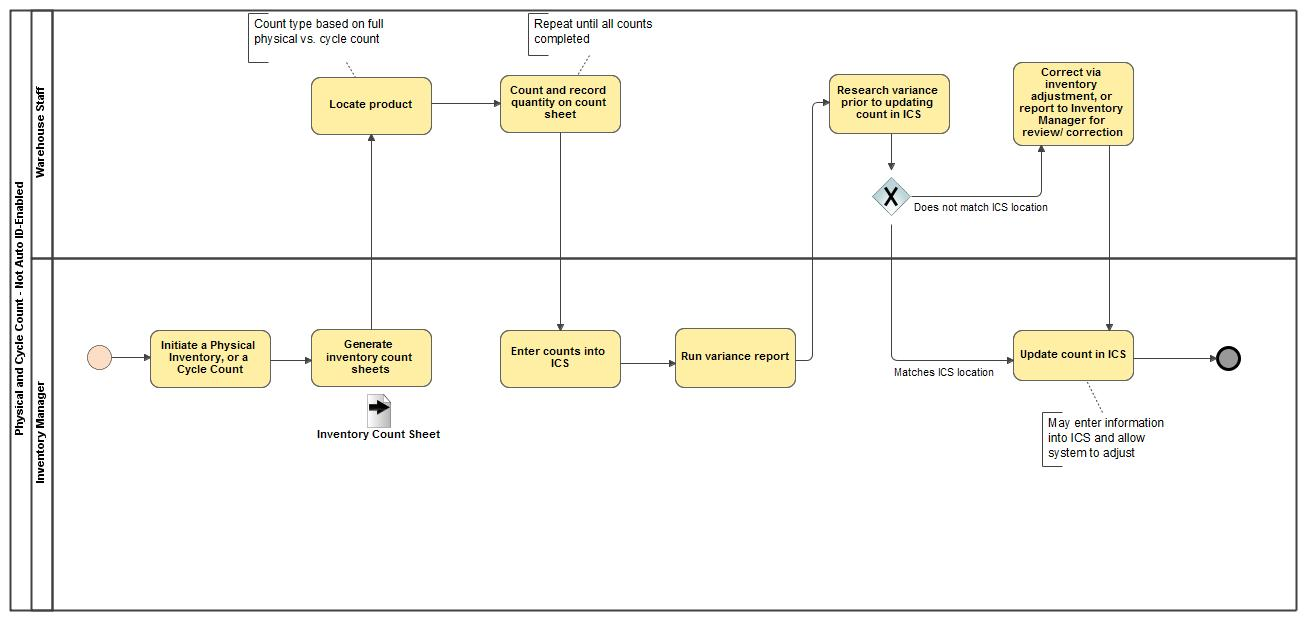 Physical and Cycle Count - Not Auto ID-Enabled
Warehouse Staff
Count type based on full
physical vs. cycle count
Repeat until all counts
completed
Locate product
Count and record
quantity on count
sheet
Research variance
prior to updating
count in ICS
Correct via
inventory
adjustment, or
report to Inventory
Manager for
review/ correction
X
Does not match ICS location
Inventory Manager
Initiate a Physical
Inventory, or a
Cycle Count
Generate
inventory count
sheets
Inventory Count Sheet
Enter counts into
ICS
Run variance report
Matches ICS location
Update count in ICS
May enter information
into ICS and allow
system to adjust